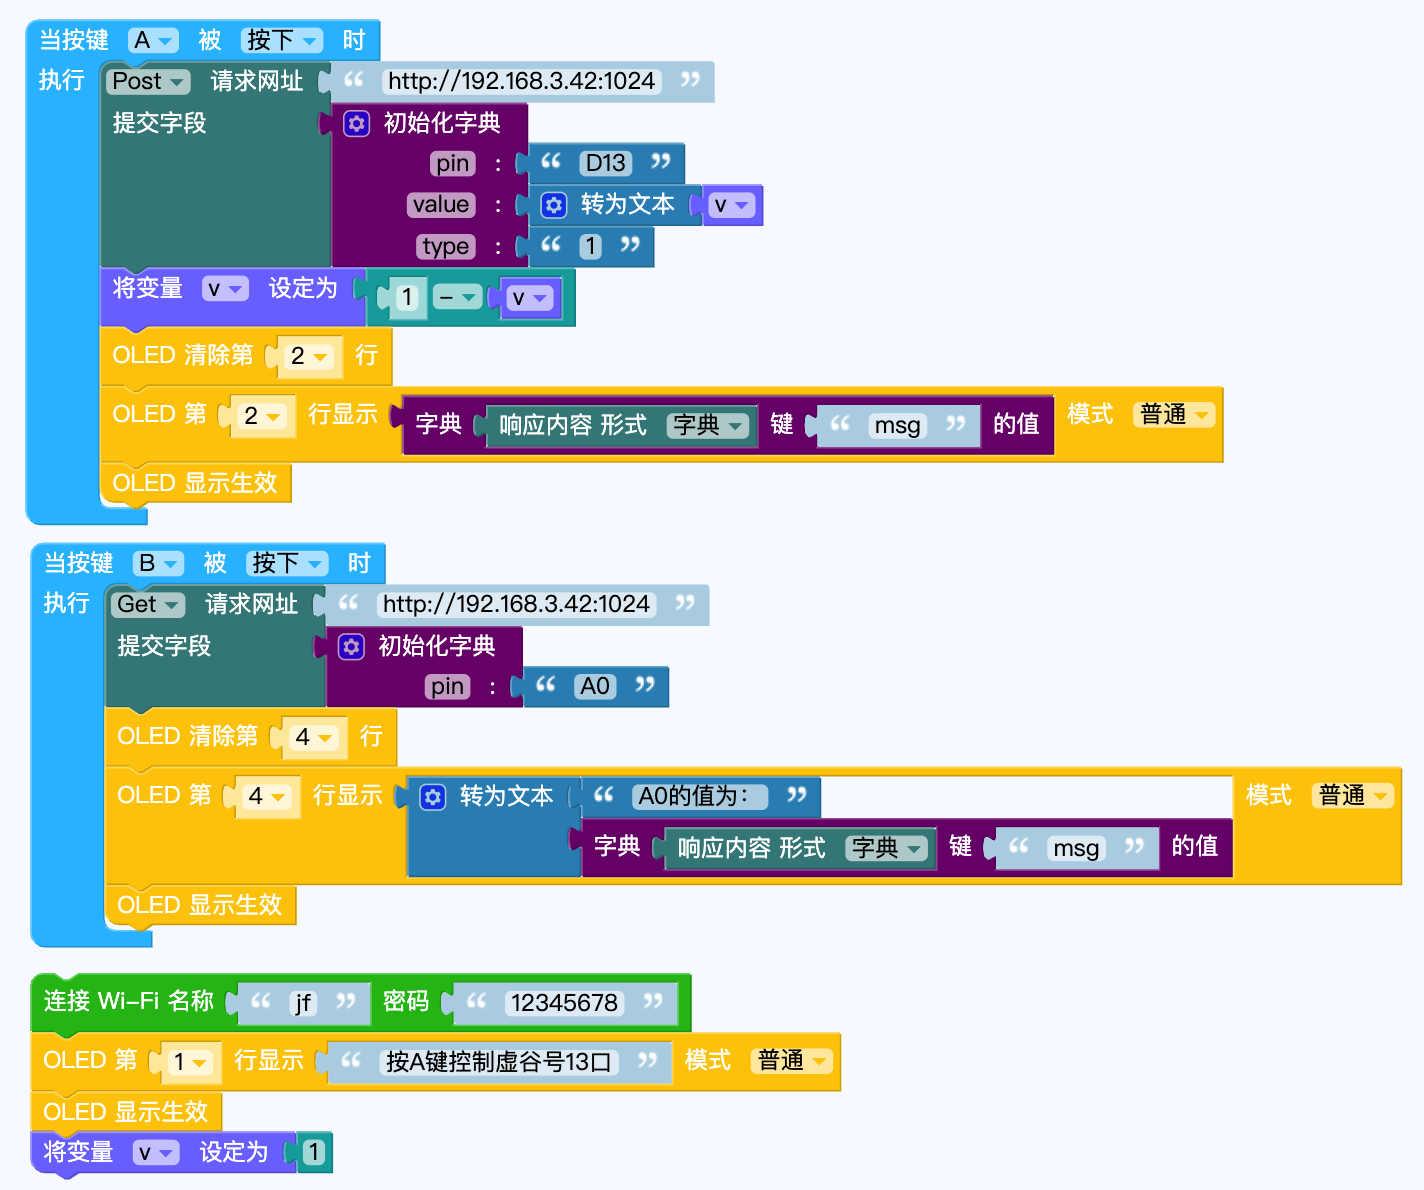 当按键 A 被 按下 时
执行 Post 请求网址 “ http://192.168.3.42:1024 ”
提交字段 初始化字典
pin : “ D13 ”
value : 转为文本 v
type : “ 1 ”
将变量 v 设定为 1 - v
OLED 清除第 2 行
OLED 第 2 行显示 字典 响应内容 形式 字典 键 “ msg ” 的值 模式 普通
OLED 显示生效
当按键 B 被 按下 时
执行 Get 请求网址 “ http://192.168.3.42:1024 ”
提交字段 初始化字典
pin : “ A0 ”
OLED 清除第 4 行
OLED 第 4 行显示 转为文本 “ A0的值为： ” 模式 普通
字典 响应内容 形式 字典 键 “ msg ” 的值
OLED 显示生效
连接 Wi-Fi 名称 “ jf ” 密码 “ 12345678 ”
OLED 第 1 行显示 “ 按A键控制虚谷号13口 ” 模式 普通
OLED 显示生效
将变量 v 设定为 1